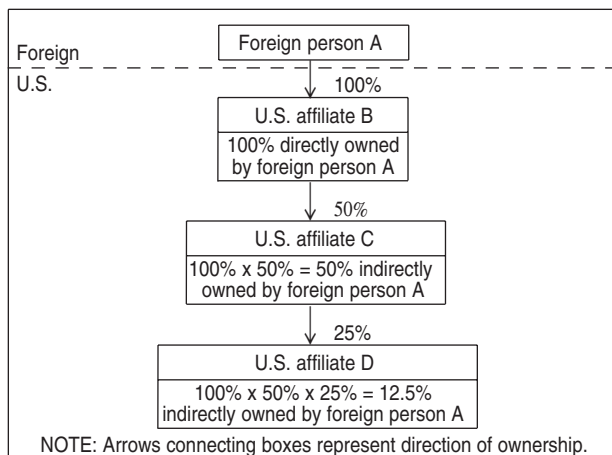 Foreign person A
Foreign
U.S.
100%
U.S. affiliate B
100% directly owned
by foreign person A
50%
U.S. affiliate C
100% x 50% = 50% indirectly
owned by foreign person A
25%
U.S. affiliate D
100% x 50% x 25% = 12.5%
indirectly owned by foreign person A
NOTE: Arrows connecting boxes represent direction of ownership.